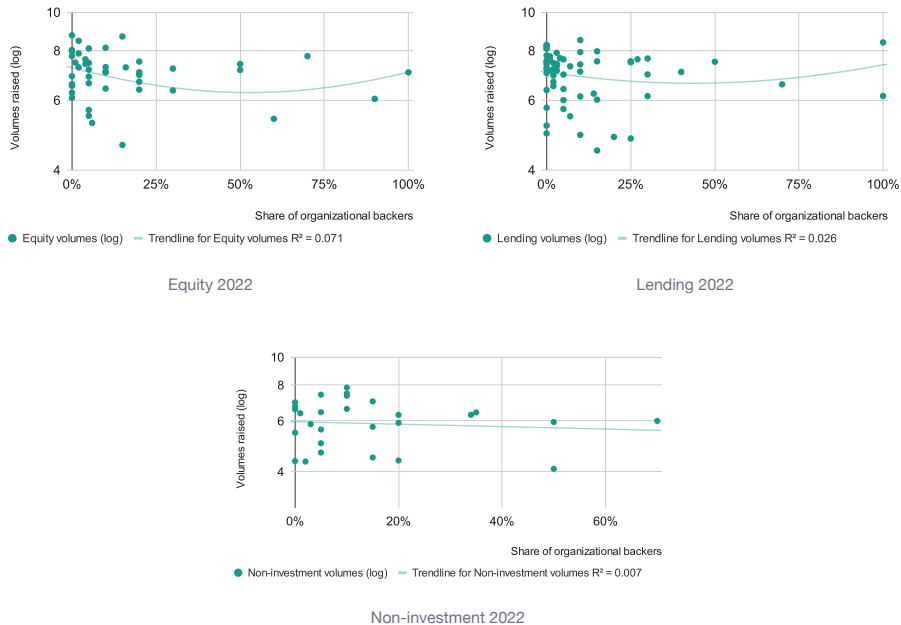 10
8
6
4
Volumes raised (log)
0%
25%
50%
75%
100%
Share of organizational backers
Equity volumes (log)
Trendline for Equity volumes R² = 0.071
Equity 2022
10
8
6
4
Volumes raised (log)
0%
25%
50%
75%
100%
Share of organizational backers
Lending volumes (log)
Trendline for Lending volumes R² = 0.026
Lending 2022
10
8
6
4
Volumes raised (log)
0%
20%
40%
60%
Share of organizational backers
Non-investment volumes (log)
Trendline for Non-investment volumes R² = 0.007
Non-investment 2022